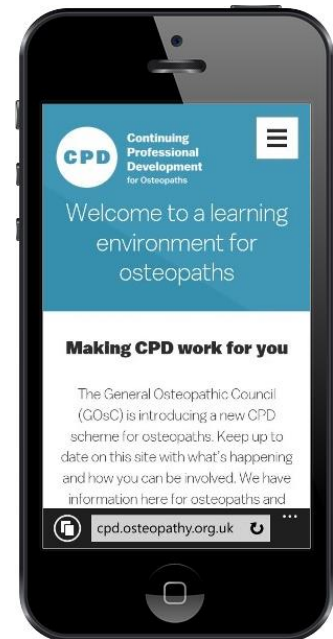 CPD
Continuing
Professional
Development
for Osteopaths
Welcome to a learning
environment for
osteopaths
Making CPD work for you
The General Osteopathic Council
(GOsC) is introducing a new CPD
scheme for osteopaths. Keep up to
date on this site with what's happening
and how you can be involved. We have
information here for osteopaths and
cpd.osteopathy.org.uk